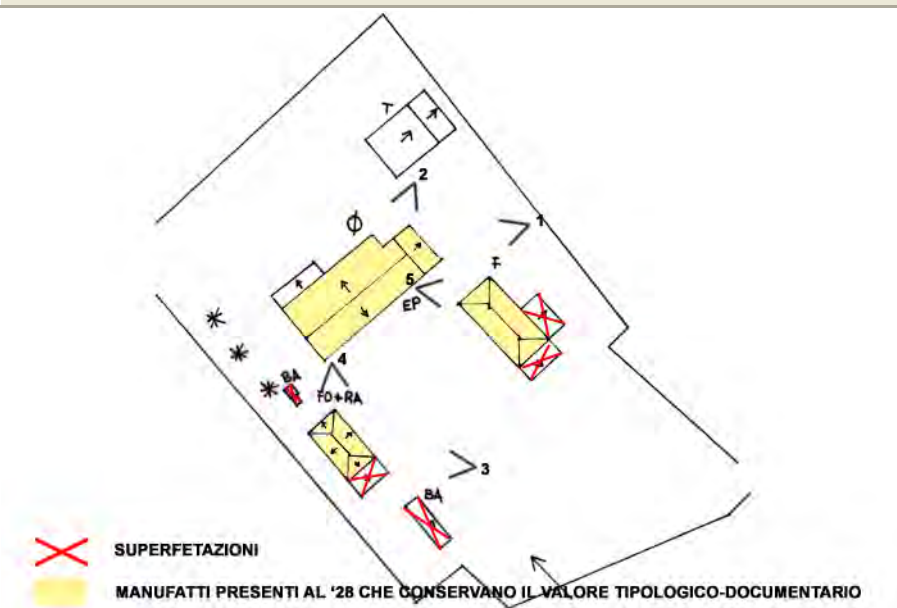 2
1
5
EP
4
BA
FO+RA
3
BA
SUPERFETAZIONI
MANUFATTI PRESENTI AL '28 CHE CONSERVANO IL VALORE TIPOLOGICO-DOCUMENTARIO